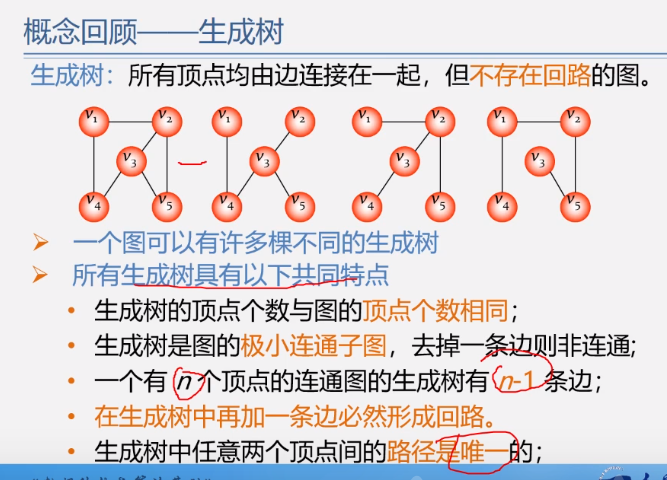 概念回顾——生成树
生成树：所有顶点均由边连接在一起，但不存在回路的图。
v1 v2 v1 v2 v1 v2 v1 v2
v3 v3 v3 v3
v4 v5 v4 v5 v4 v5 v4 v5
➢ 一个图可以有许多棵不同的生成树
➢ 所有生成树具有以下共同特点
• 生成树的顶点个数与图的顶点个数相同；
• 生成树是图的极小连通子图，去掉一条边则非连通;
• 一个有 n 个顶点的连通图的生成树有 n-1 条边；
• 在生成树中再加一条边必然形成回路。
• 生成树中任意两个顶点间的路径是唯一的；